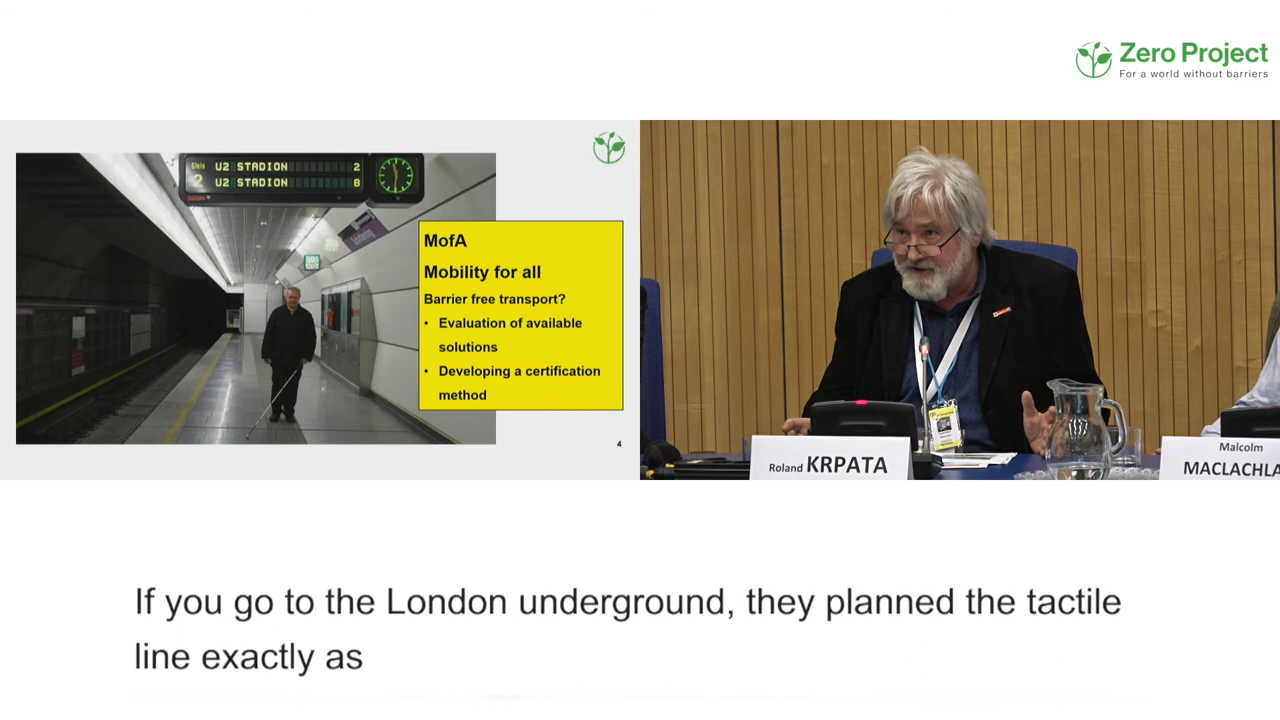 Zero Project
For a world without barriers
Gleis U2 STADION 2
2 U2 STADION 8
MofA
Mobility for all
Barrier free transport?
• Evaluation of available
solutions
• Developing a certification
method
4
Roland KRPATA
Malcolm
MACLACHLA
If you go to the London underground, they planned the tactile
line exactly as